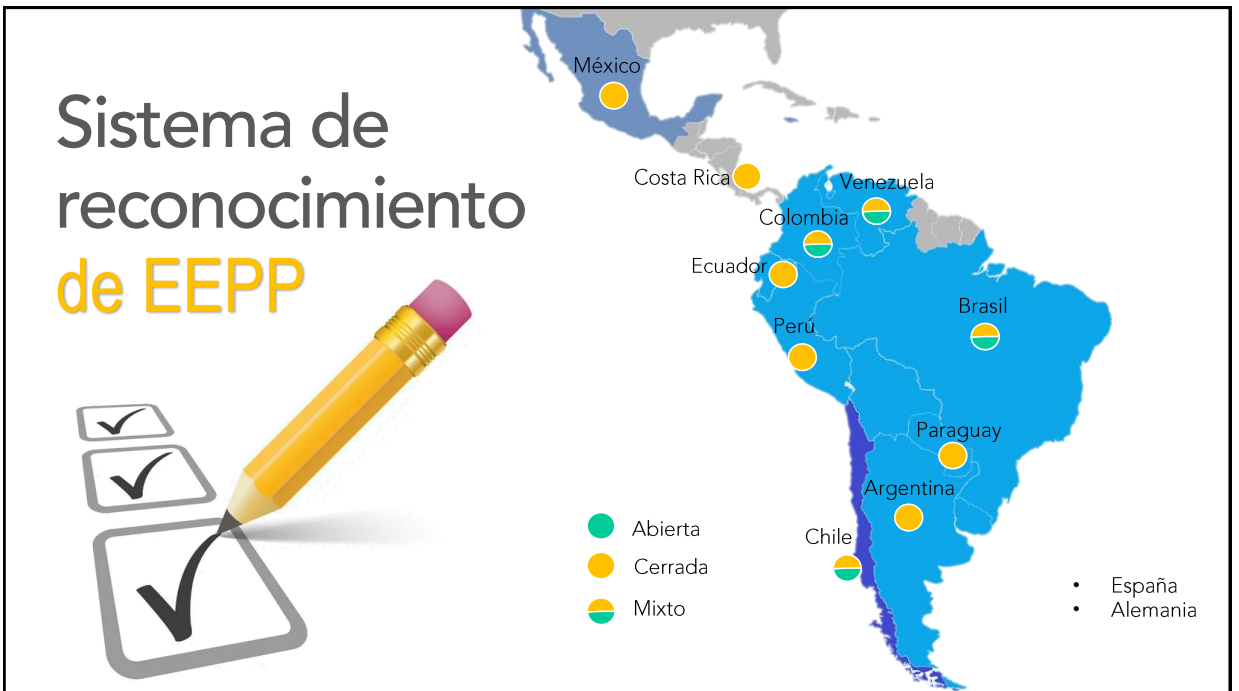 Sistema de
reconocimiento
de EEPP
México
Costa Rica
Venezuela
Colombia
Ecuador
Brasil
Perú
Paraguay
Argentina
Chile
Abierta
Cerrada
Mixto
• España
• Alemania